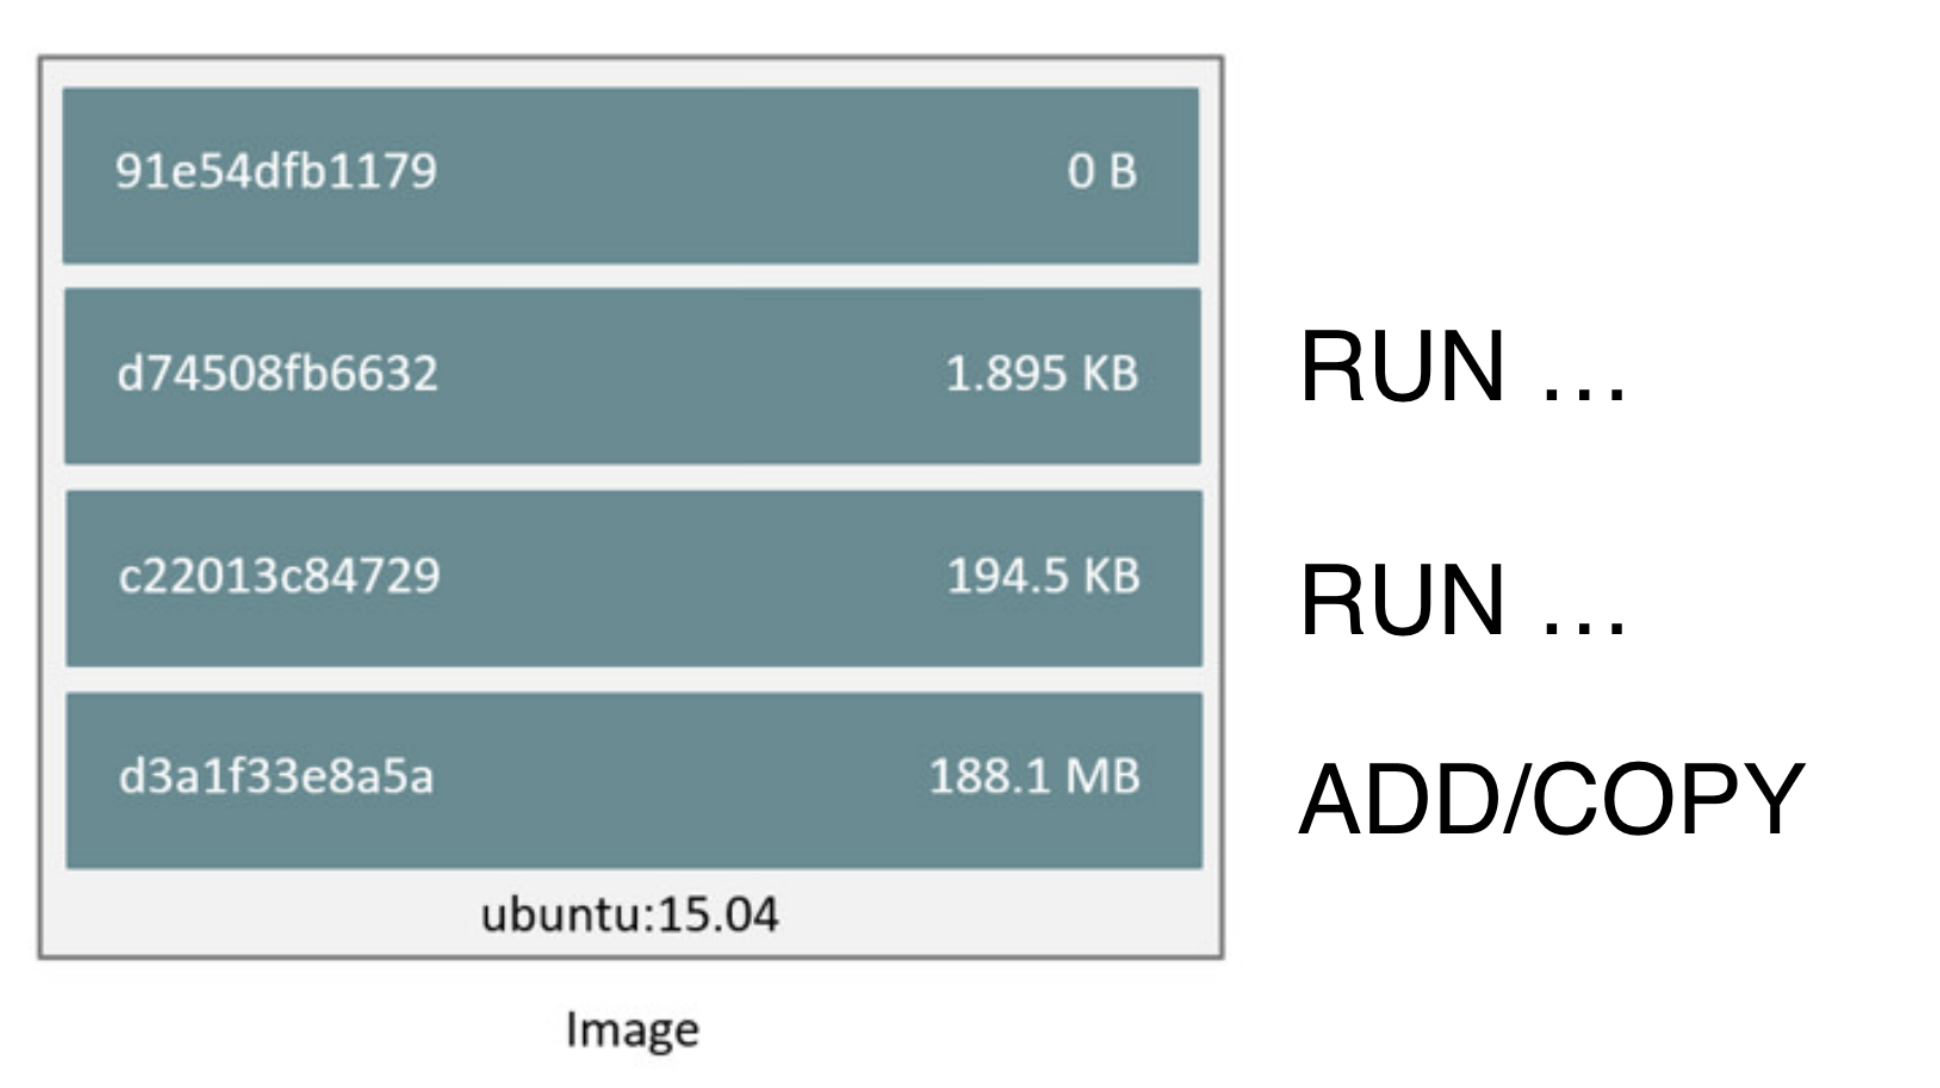 91e54dfb1179 0 B
d74508fb6632 1.895 KB RUN …
c22013c84729 194.5 KB RUN …
d3a1f33e8a5a 188.1 MB ADD/COPY
ubuntu:15.04
Image